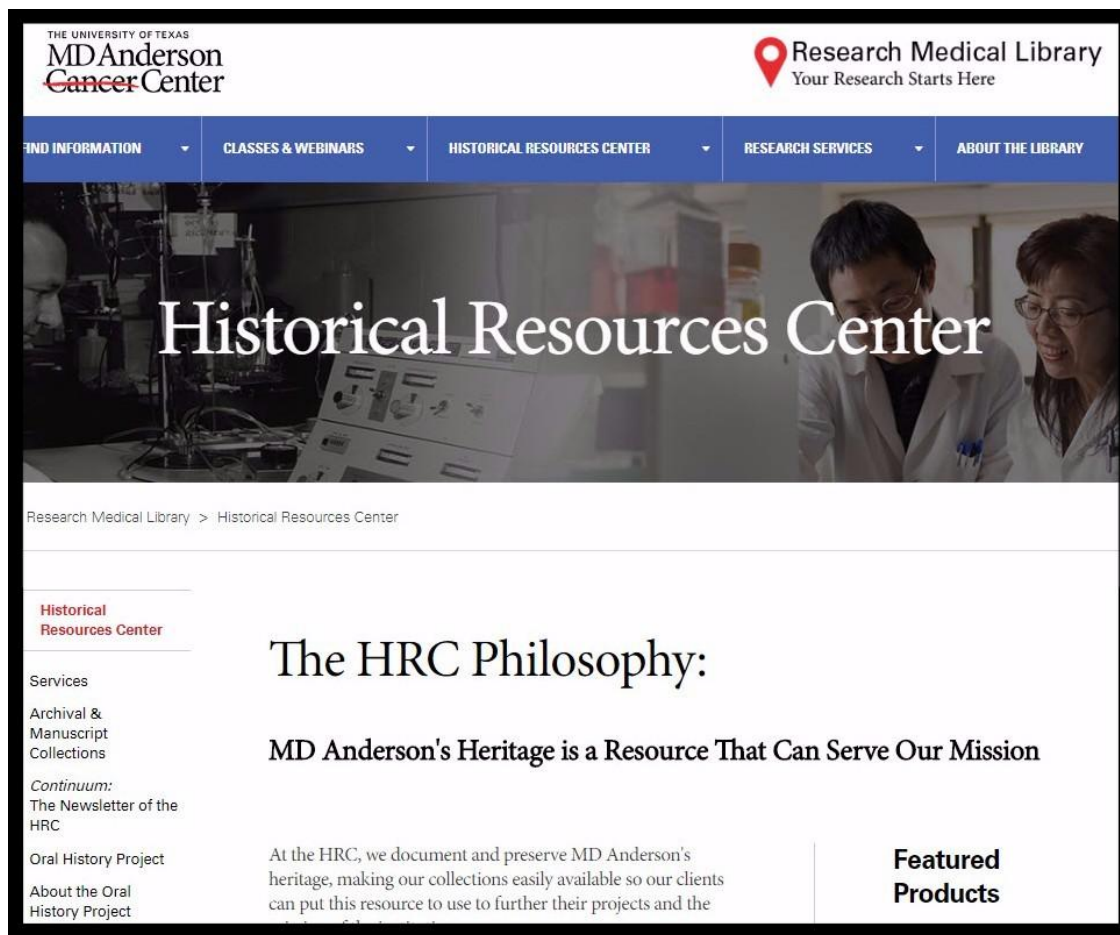 THE UNIVERSITY OF TEXAS
MD Anderson
Cancer Center
Research Medical Library
Your Research Starts Here
FIND INFORMATION
CLASSES & WEBINARS
HISTORICAL RESOURCES CENTER
RESEARCH SERVICES
ABOUT THE LIBRARY
Historical Resources Center
Research Medical Library > Historical Resources Center
Historical
Resources Center
Services
Archival &
Manuscript
Collections
Continuum:
The Newsletter of the
HRC
Oral History Project
About the Oral
History Project
The HRC Philosophy:
MD Anderson's Heritage is a Resource That Can Serve Our Mission
At the HRC, we document and preserve MD Anderson's
heritage, making our collections easily available so our clients
can put this resource to use to further their projects and the
Featured
Products